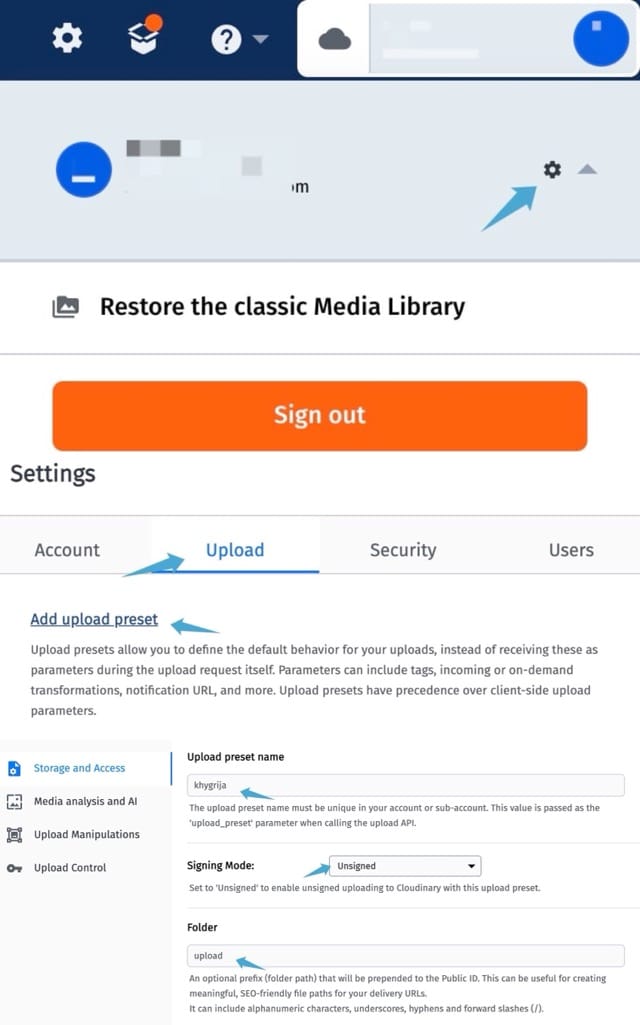 m
Restore the classic Media Library
Sign out
Settings
Account Upload Security Users
Add upload preset
Upload presets allow you to define the default behavior for your uploads, instead of receiving these as
parameters during the upload request itself. Parameters can include tags, incoming or on-demand
transformations, notification URL, and more. Upload presets have precedence over client-side upload
parameters.
Storage and Access
Media analysis and AI
Upload Manipulations
Upload Control
Upload preset name
khygrija
The upload preset name must be unique in your account or sub-account. This value is passed as the
'upload_preset' parameter when calling the upload API.
Signing Mode: Unsigned
Set to 'Unsigned' to enable unsigned uploading to Cloudinary with this upload preset.
Folder
upload
An optional prefix (folder path) that will be prepended to the Public ID. This can be useful for creating
meaningful, SEO-friendly file paths for your delivery URLs.
It can include alphanumeric characters, underscores, hyphens and forward slashes (/).